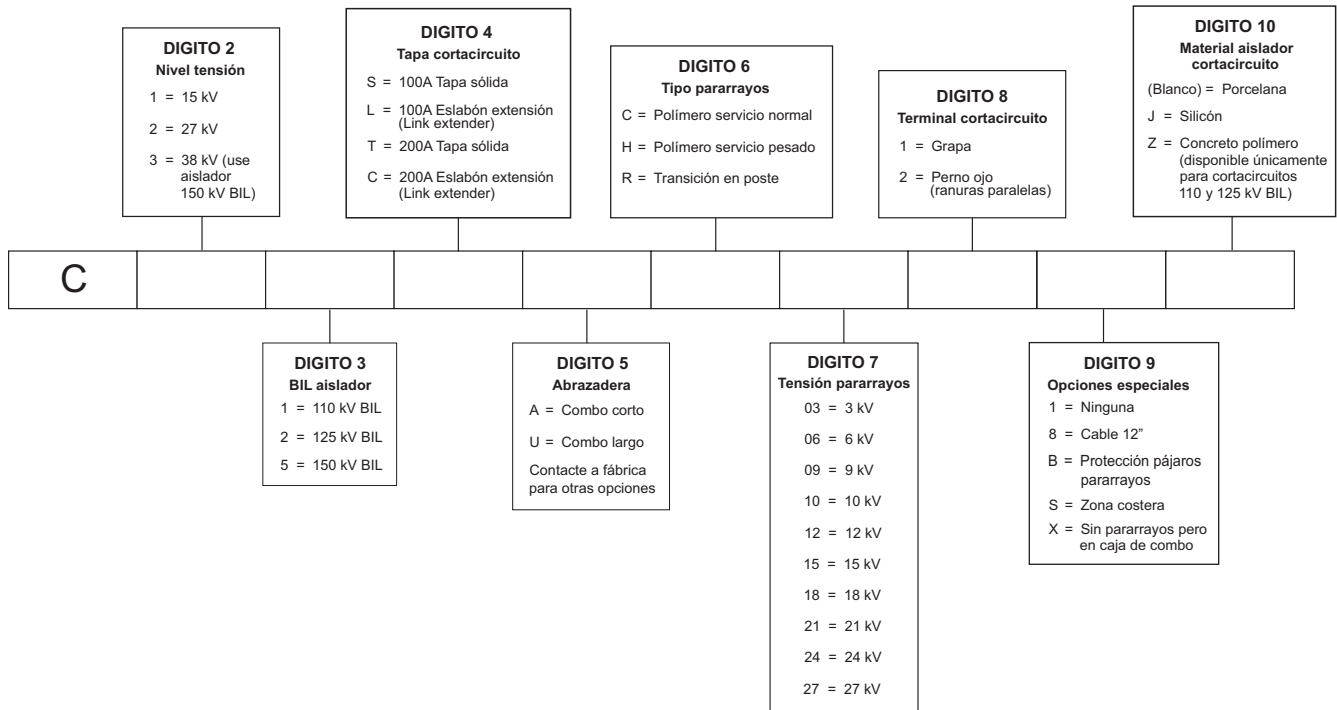 DIGITO 2
Nivel tensión
1 = 15 kV
2 = 27 kV
3 = 38 kV (use
aislador
150 kV BIL)
DIGITO 4
Tapa cortacircuito
S = 100A Tapa sólida
L = 100A Eslabón extensión
(Link extender)
T = 200A Tapa sólida
C = 200A Eslabón extensión
(Link extender)
DIGITO 6
Tipo pararrayos
C = Polímero servicio normal
H = Polímero servicio pesado
R = Transición en poste
DIGITO 8
Terminal cortacircuito
1 = Grapa
2 = Perno ojo
(ranuras paralelas)
DIGITO 10
Material aislador
cortacircuito
(Blanco) = Porcelana
J = Silicón
Z = Concreto polímero
(disponible únicamente
para cortacircuitos
110 y 125 kV BIL)
C
DIGITO 3
BIL aislador
1 = 110 kV BIL
2 = 125 kV BIL
5 = 150 kV BIL
DIGITO 5
Abrazadera
A = Combo corto
U = Combo largo
Contacte a fábrica
para otras opciones
DIGITO 7
Tensión pararrayos
03 = 3 kV
06 = 6 kV
09 = 9 kV
10 = 10 kV
12 = 12 kV
15 = 15 kV
18 = 18 kV
21 = 21 kV
24 = 24 kV
27 = 27 kV
DIGITO 9
Opciones especiales
1 = Ninguna
8 = Cable 12”
B = Protección pájaros
pararrayos
S = Zona costera
X = Sin pararrayos pero
en caja de combo